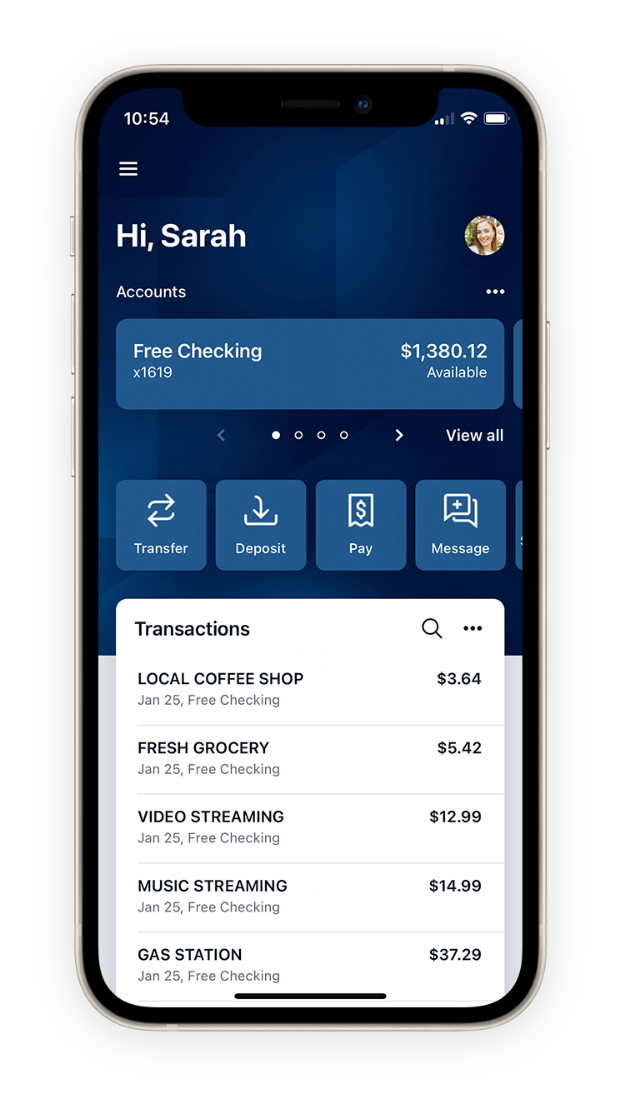 10:54
Hi, Sarah
Accounts
Free Checking $1,380.12
x1619 Available
View all
Transfer Deposit Pay Message
Transactions
LOCAL COFFEE SHOP $3.64
Jan 25, Free Checking
FRESH GROCERY $5.42
Jan 25, Free Checking
VIDEO STREAMING $12.99
Jan 25, Free Checking
MUSIC STREAMING $14.99
Jan 25, Free Checking
GAS STATION $37.29
Jan 25, Free Checking